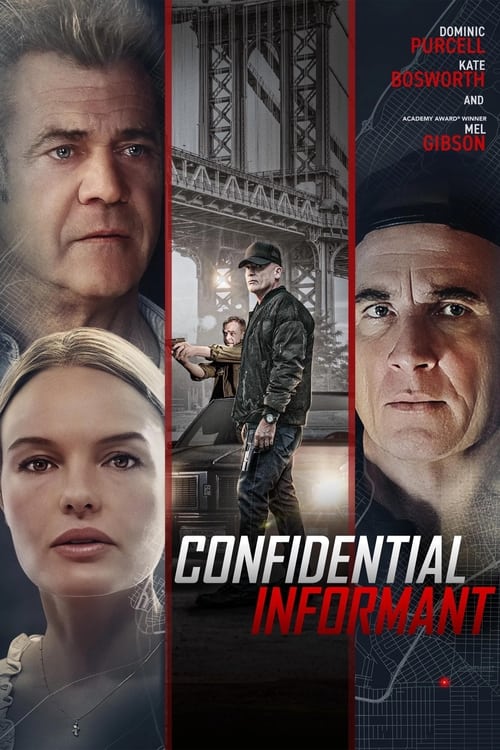 DOMINIC
PURCELL
KATE
BOSWORTH
AND
ACADEMY AWARD® WINNER
MEL
GIBSON
CONFIDENTIAL
INFORMANT